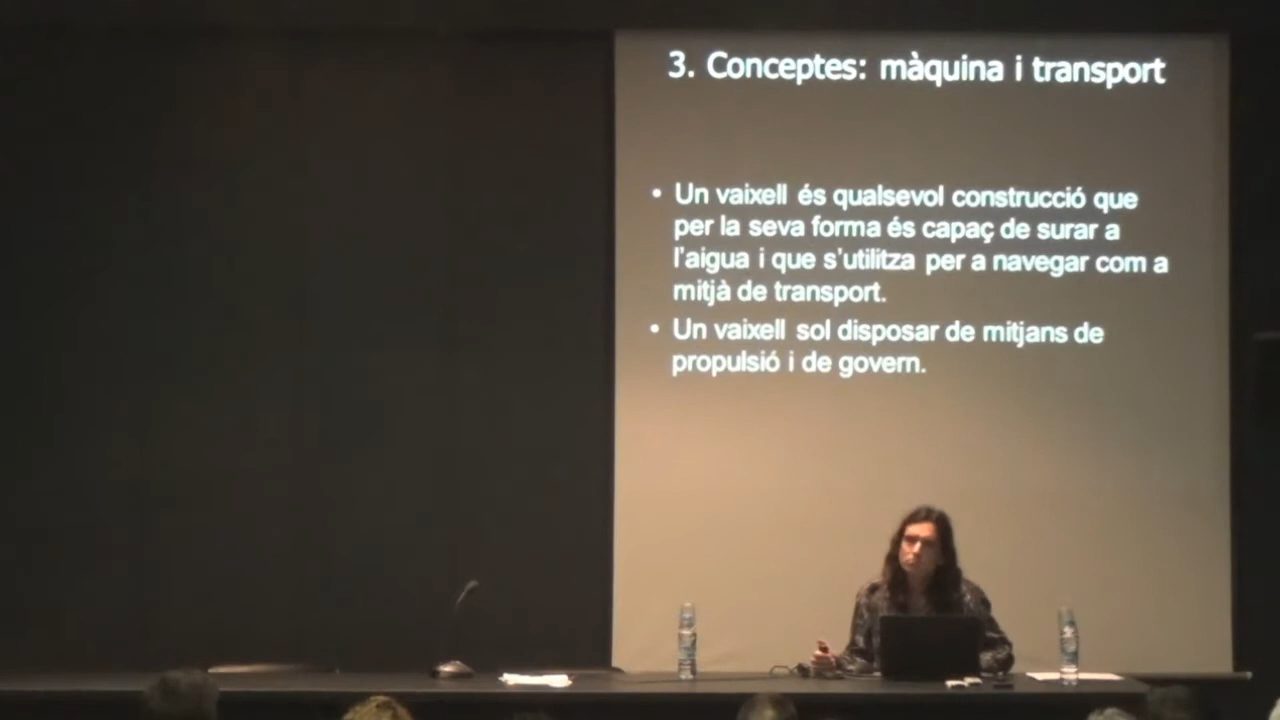 3. Conceptes: màquina i transport
• Un vaixell és qualsevol construcció que
per la seva forma és capaç de surar a
l'aigua i que s'utilitza per a navegar com a
mitjà de transport.
• Un vaixell sol disposar de mitjans de
propulsió i de govern.